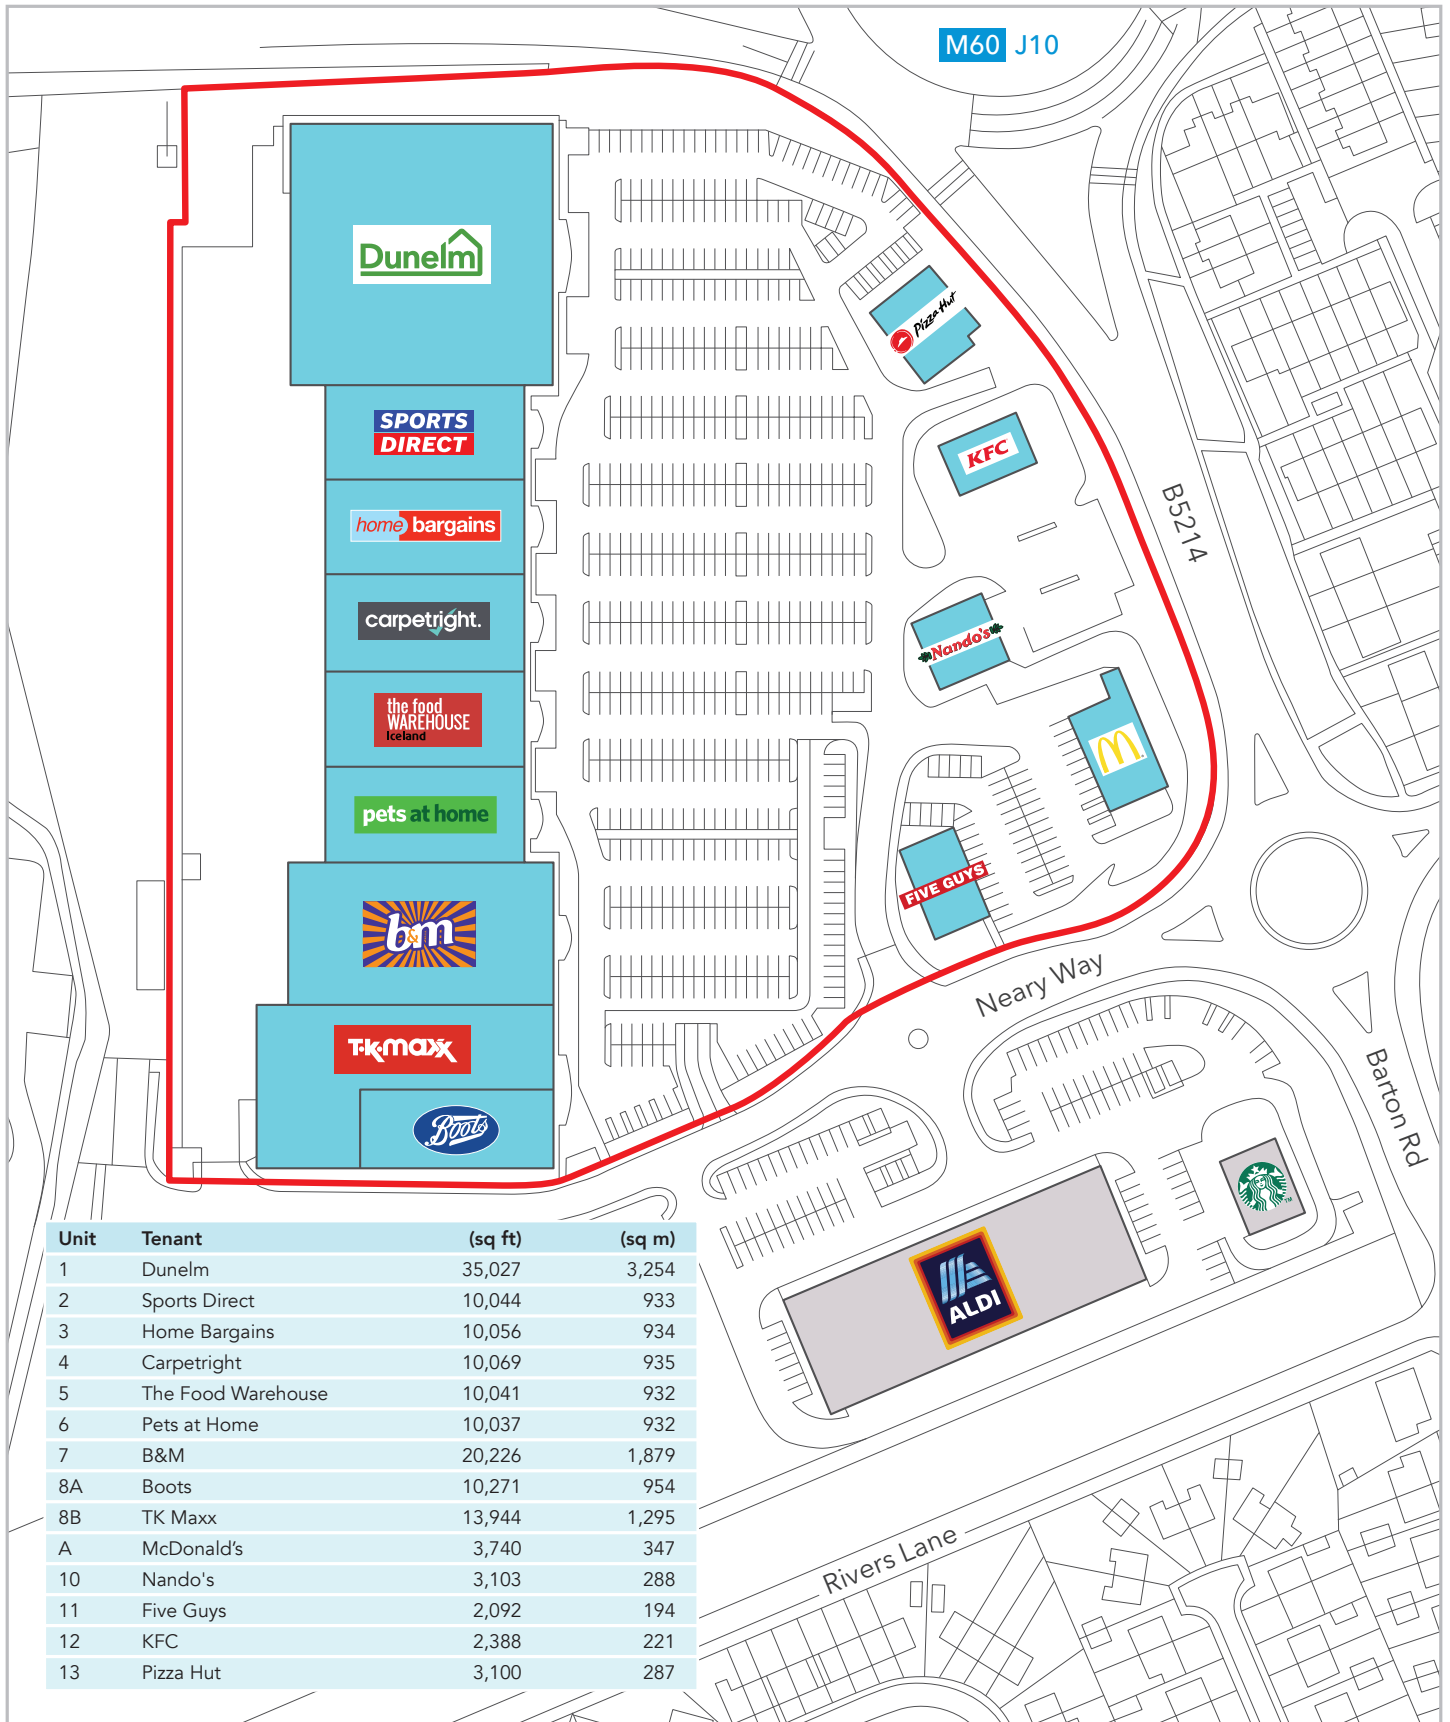 M60 J10
Dunelm
Pizza Hut
SPORTS
DIRECT
KFC
home bargains
B5214
carpetright.
Nando's
the food
WAREHOUSE
Iceland
pets at home
FIVE GUYS
b&m
Neary Way
T·K·maxx
Barton Rd
Boots
ALDI
Rivers Lane
Unit Tenant (sq ft) (sq m)
1 Dunelm 35,027 3,254
2 Sports Direct 10,044 933
3 Home Bargains 10,056 934
4 Carpetright 10,069 935
5 The Food Warehouse 10,041 932
6 Pets at Home 10,037 932
7 B&M 20,226 1,879
8A Boots 10,271 954
8B TK Maxx 13,944 1,295
A McDonald’s 3,740 347
10 Nando's 3,103 288
11 Five Guys 2,092 194
12 KFC 2,388 221
13 Pizza Hut 3,100 287